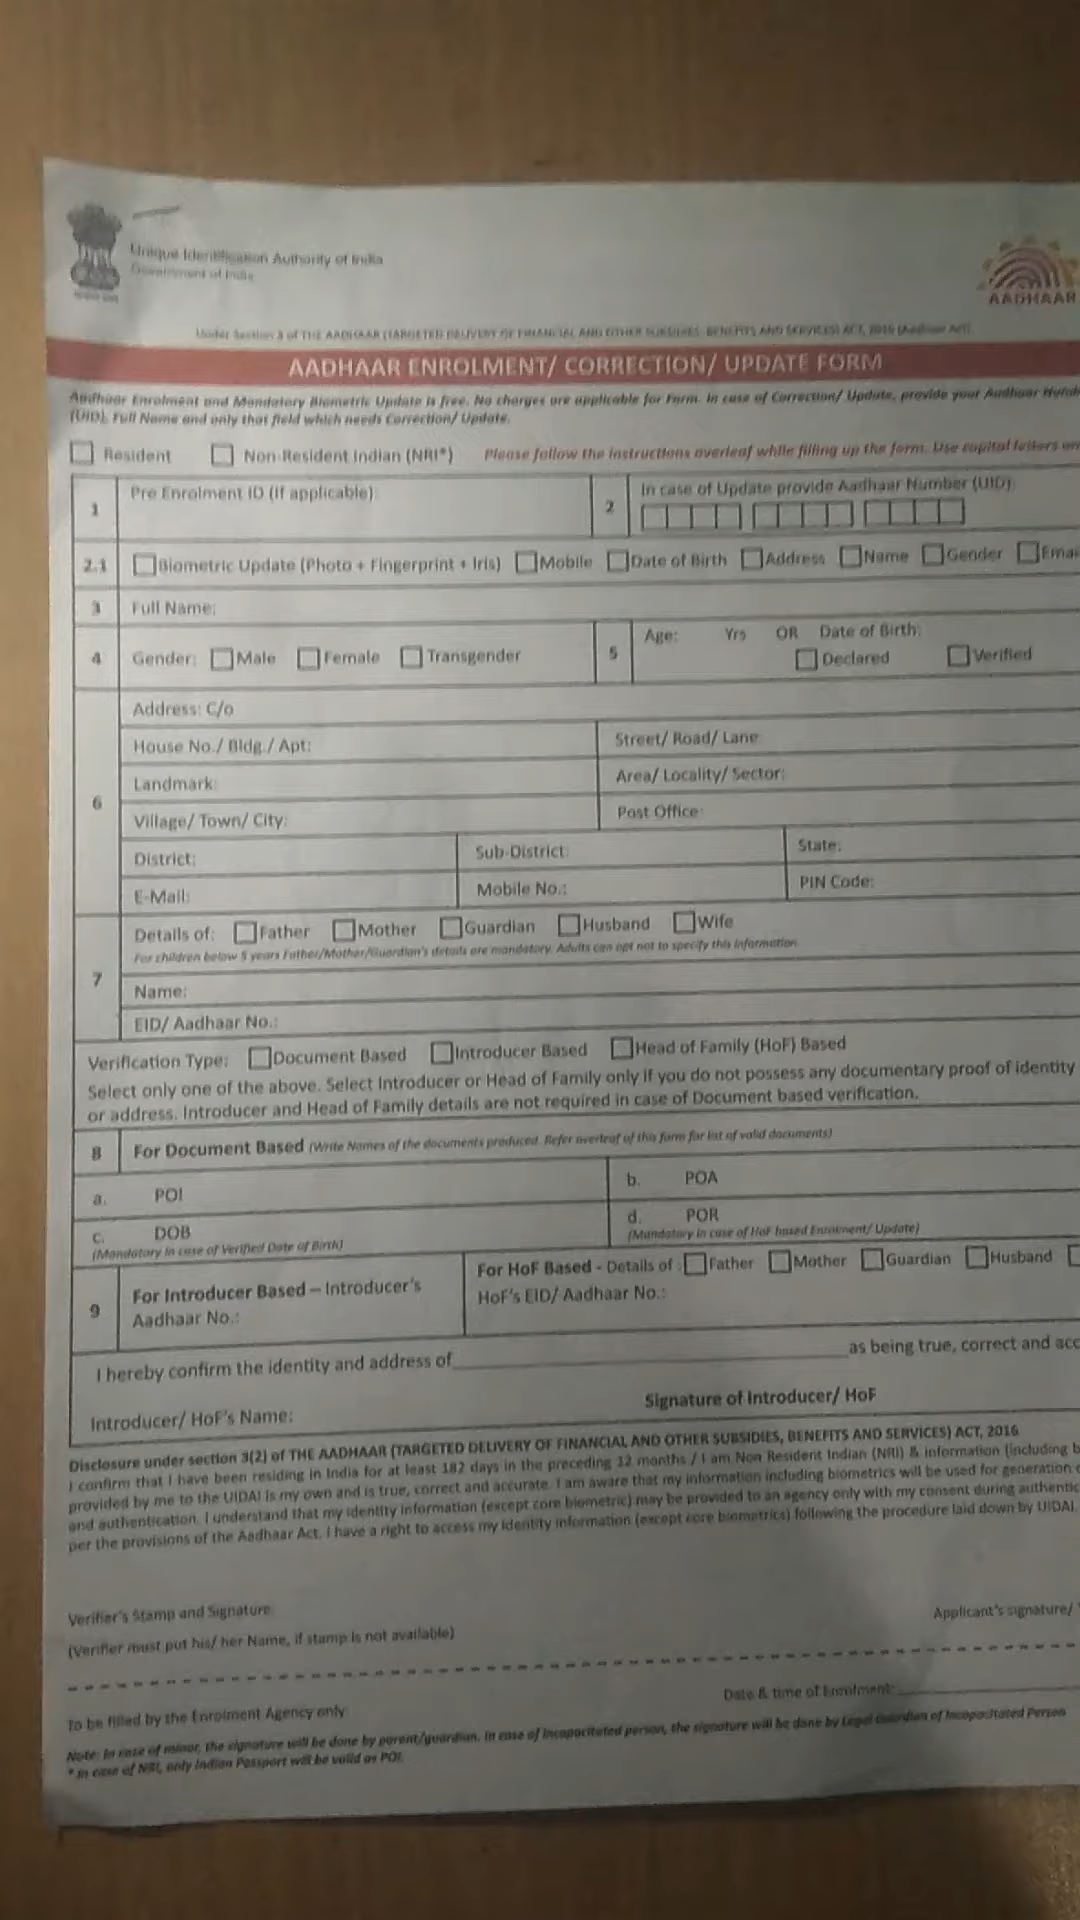 Unique Identification Authority of India
Government of India
AADHAAR
Under Section 3 of THE AADHAAR (TARGETED DELIVERY OF FINANCIAL AND OTHER SUBSIDIES, BENEFITS AND SERVICES) ACT, 2016 (Aadhaar Act)
AADHAAR ENROLMENT/ CORRECTION/ UPDATE FORM
Aadhaar Enrolment and Mandatory Biometric Update is free. No charges are applicable for Form. In case of Correction/ Update, provide your Aadhaar
(UID), Full Name and only that field which needs Correction/ Update.
Resident Non-Resident Indian (NRI*) Please follow the instructions overleaf while filling up the form. Use capital letters
1 Pre Enrolment ID (if applicable): 2 In case of Update provide Aadhaar Number (UID):
2.1 Biometric Update (Photo + Fingerprint + Iris) Mobile Date of Birth Address Name Gender Emai
3 Full Name:
4 Gender: Male Female Transgender 5 Age: Yrs OR Date of Birth:
Declared Verified
6 Address: C/o
House No./ Bldg./ Apt: Street/ Road/ Lane
Landmark: Area/ Locality/ Sector:
Village/ Town/ City: Post Office:
District: Sub-District State:
E-Mail: Mobile No.: PIN Code:
7 Details of: Father Mother Guardian Husband Wife
For children below 5 years Father/Mother/Guardian's details are mandatory. Adults can opt not to specify this information
Name:
EID/ Aadhaar No.:
Verification Type: Document Based Introducer Based Head of Family (HoF) Based
Select only one of the above. Select Introducer or Head of Family only if you do not possess any documentary proof of identity
or address. Introducer and Head of Family details are not required in case of Document based verification.
8 For Document Based (Write Names of the documents produced. Refer overleaf of this form for list of valid documents)
a. POI b. POA
c. DOB d. POR
(Mandatory in case of Verified Date of Birth) (Mandatory in case of HoF based Enrolment/ Update)
9 For Introducer Based – Introducer's
Aadhaar No.:
For HoF Based - Details of : Father Mother Guardian Husband
HoF's EID/ Aadhaar No.:
I hereby confirm the identity and address of as being true, correct and acc
Signature of Introducer/ HoF
Introducer/ HoF's Name:
Disclosure under section 3(2) of THE AADHAAR (TARGETED DELIVERY OF FINANCIAL AND OTHER SUBSIDIES, BENEFITS AND SERVICES) ACT, 2016
I confirm that I have been residing in India for at least 182 days in the preceding 12 months / I am Non Resident Indian (NRI) & information (including b
provided by me to the UIDAI is my own and is true, correct and accurate. I am aware that my information including biometrics will be used for generation
and authentication. I understand that my identity information (except core biometric) may be provided to an agency only with my consent during authentic
per the provisions of the Aadhaar Act. I have a right to access my identity information (except core biometrics) following the procedure laid down by UIDAI.
Verifier's Stamp and Signature Applicant's signature/
(Verifier must put his/ her Name, if stamp is not available)
To be filled by the Enrolment Agency only Date & time of Enrolment:
Note: In case of minor, the signature will be done by parent/guardian. In case of Incapacitated person, the signature will be done by Legal Guardian of Incapacitated Person
* In case of NRI, only Indian Passport will be valid as POI.